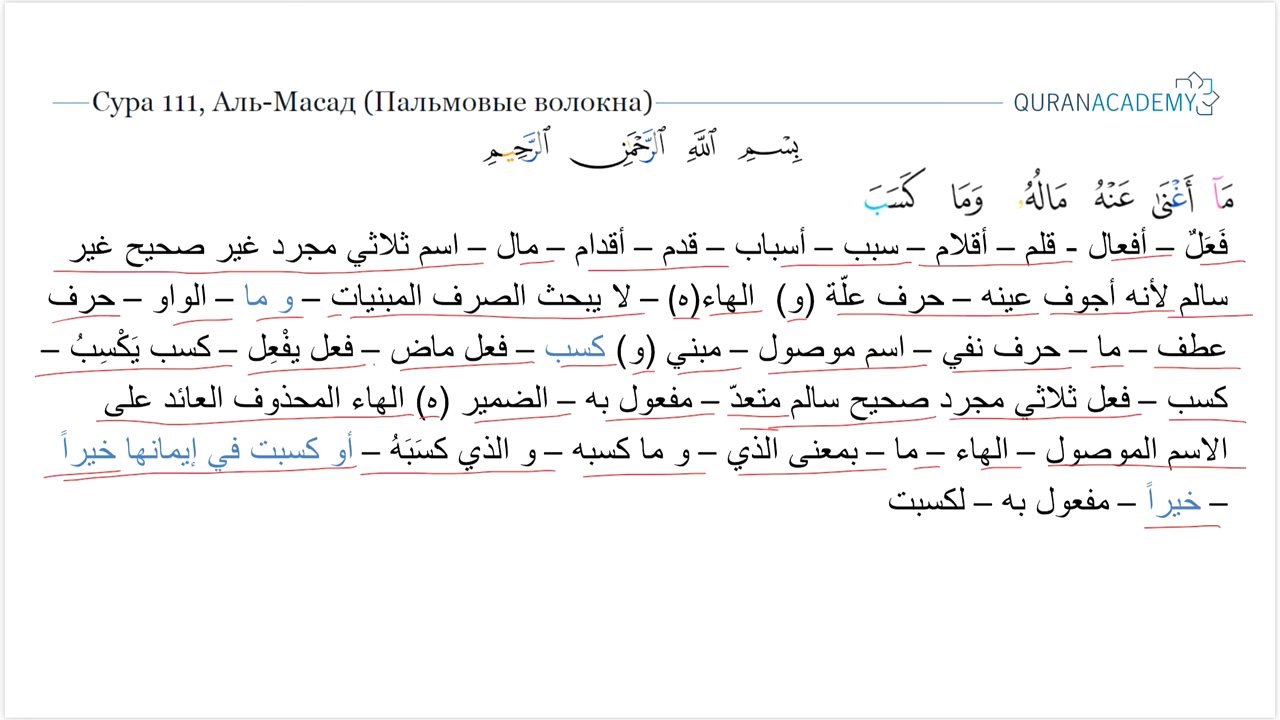 Сура 111, Аль-Масад (Пальмовые волокна)
QURANACADEMY
بِسْمِ ٱللَّهِ ٱلرَّحْمَٰنِ ٱلرَّحِيمِ
مَآ أَغْنَىٰ عَنْهُ مَالُهُۥ وَمَا كَسَبَ
فَعَلٌ – أفعال - قلم – أقلام – سبب – أسباب – قدم – أقدام – مال – اسم ثلاثي مجرد غير صحيح غير
سالم لأنه أجوف عينه – حرف علّة (و) الهاء(ه) – لا يبحث الصرف المبنيات – و ما – الواو – حرف
عطف – ما – حرف نفي – اسم موصول – مبني (و) كسب – فعل ماض – فعل يفْعِل – كسب يَكْسِبُ –
كسب – فعل ثلاثي مجرد صحيح سالم متعدّ – مفعول به – الضمير (ه) الهاء المحذوف العائد على
الاسم الموصول – الهاء – ما – بمعنى الذي – و ما كسبه – و الذي كسَبَهُ – أو كسبت في إيمانها خيراً
– خيراً – مفعول به – لكسبت